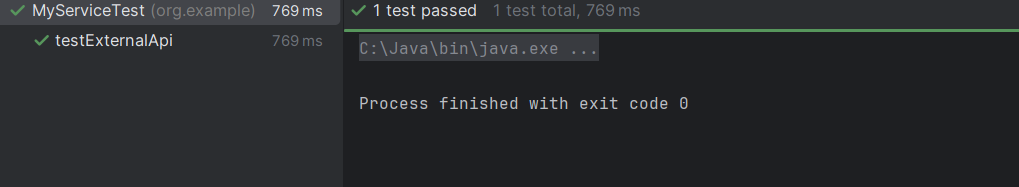 MyServiceTest (org.example) 769 ms
testExternalApi 769 ms
1 test passed 1 test total, 769 ms
C:\Java\bin\java.exe ...
Process finished with exit code 0